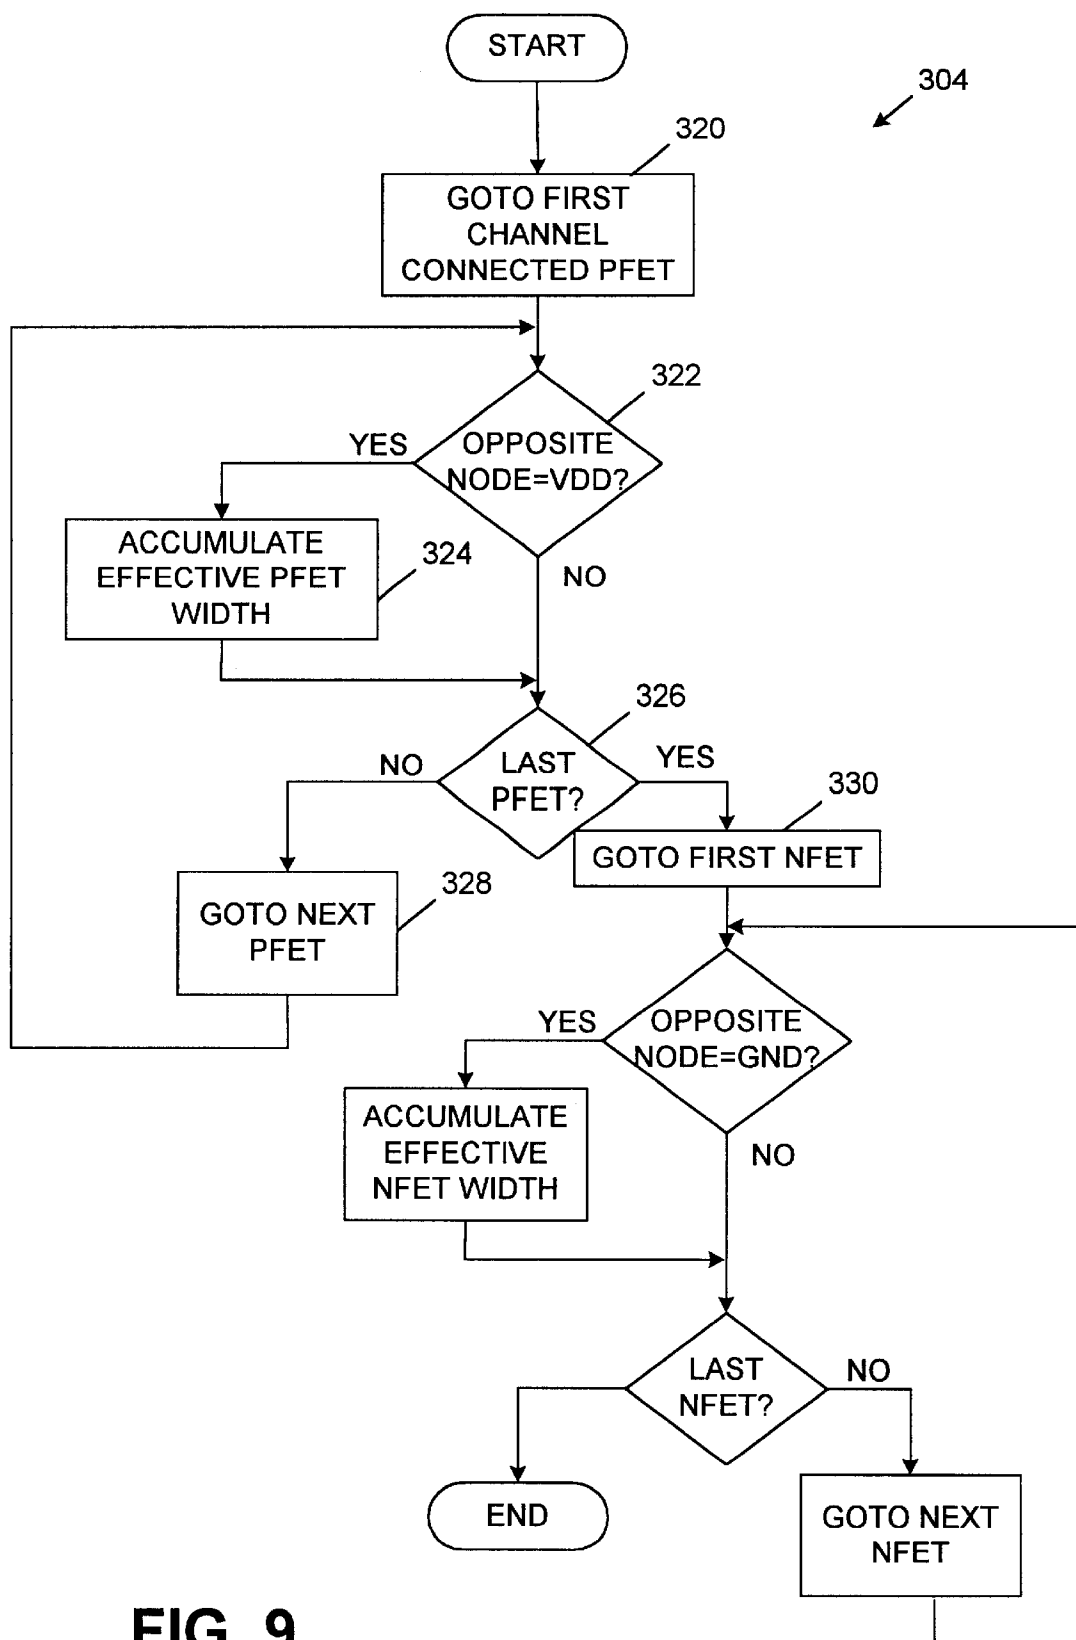 START
304
320
GOTO FIRST
CHANNEL
CONNECTED PFET
322
YES
OPPOSITE
NODE=VDD?
ACCUMULATE
EFFECTIVE PFET
WIDTH
324
NO
326
NO
LAST
PFET?
YES
330
GOTO FIRST NFET
328
GOTO NEXT
PFET
YES
OPPOSITE
NODE=GND?
ACCUMULATE
EFFECTIVE
NFET WIDTH
NO
LAST
NFET?
NO
END
GOTO NEXT
NFET
FIG. 9